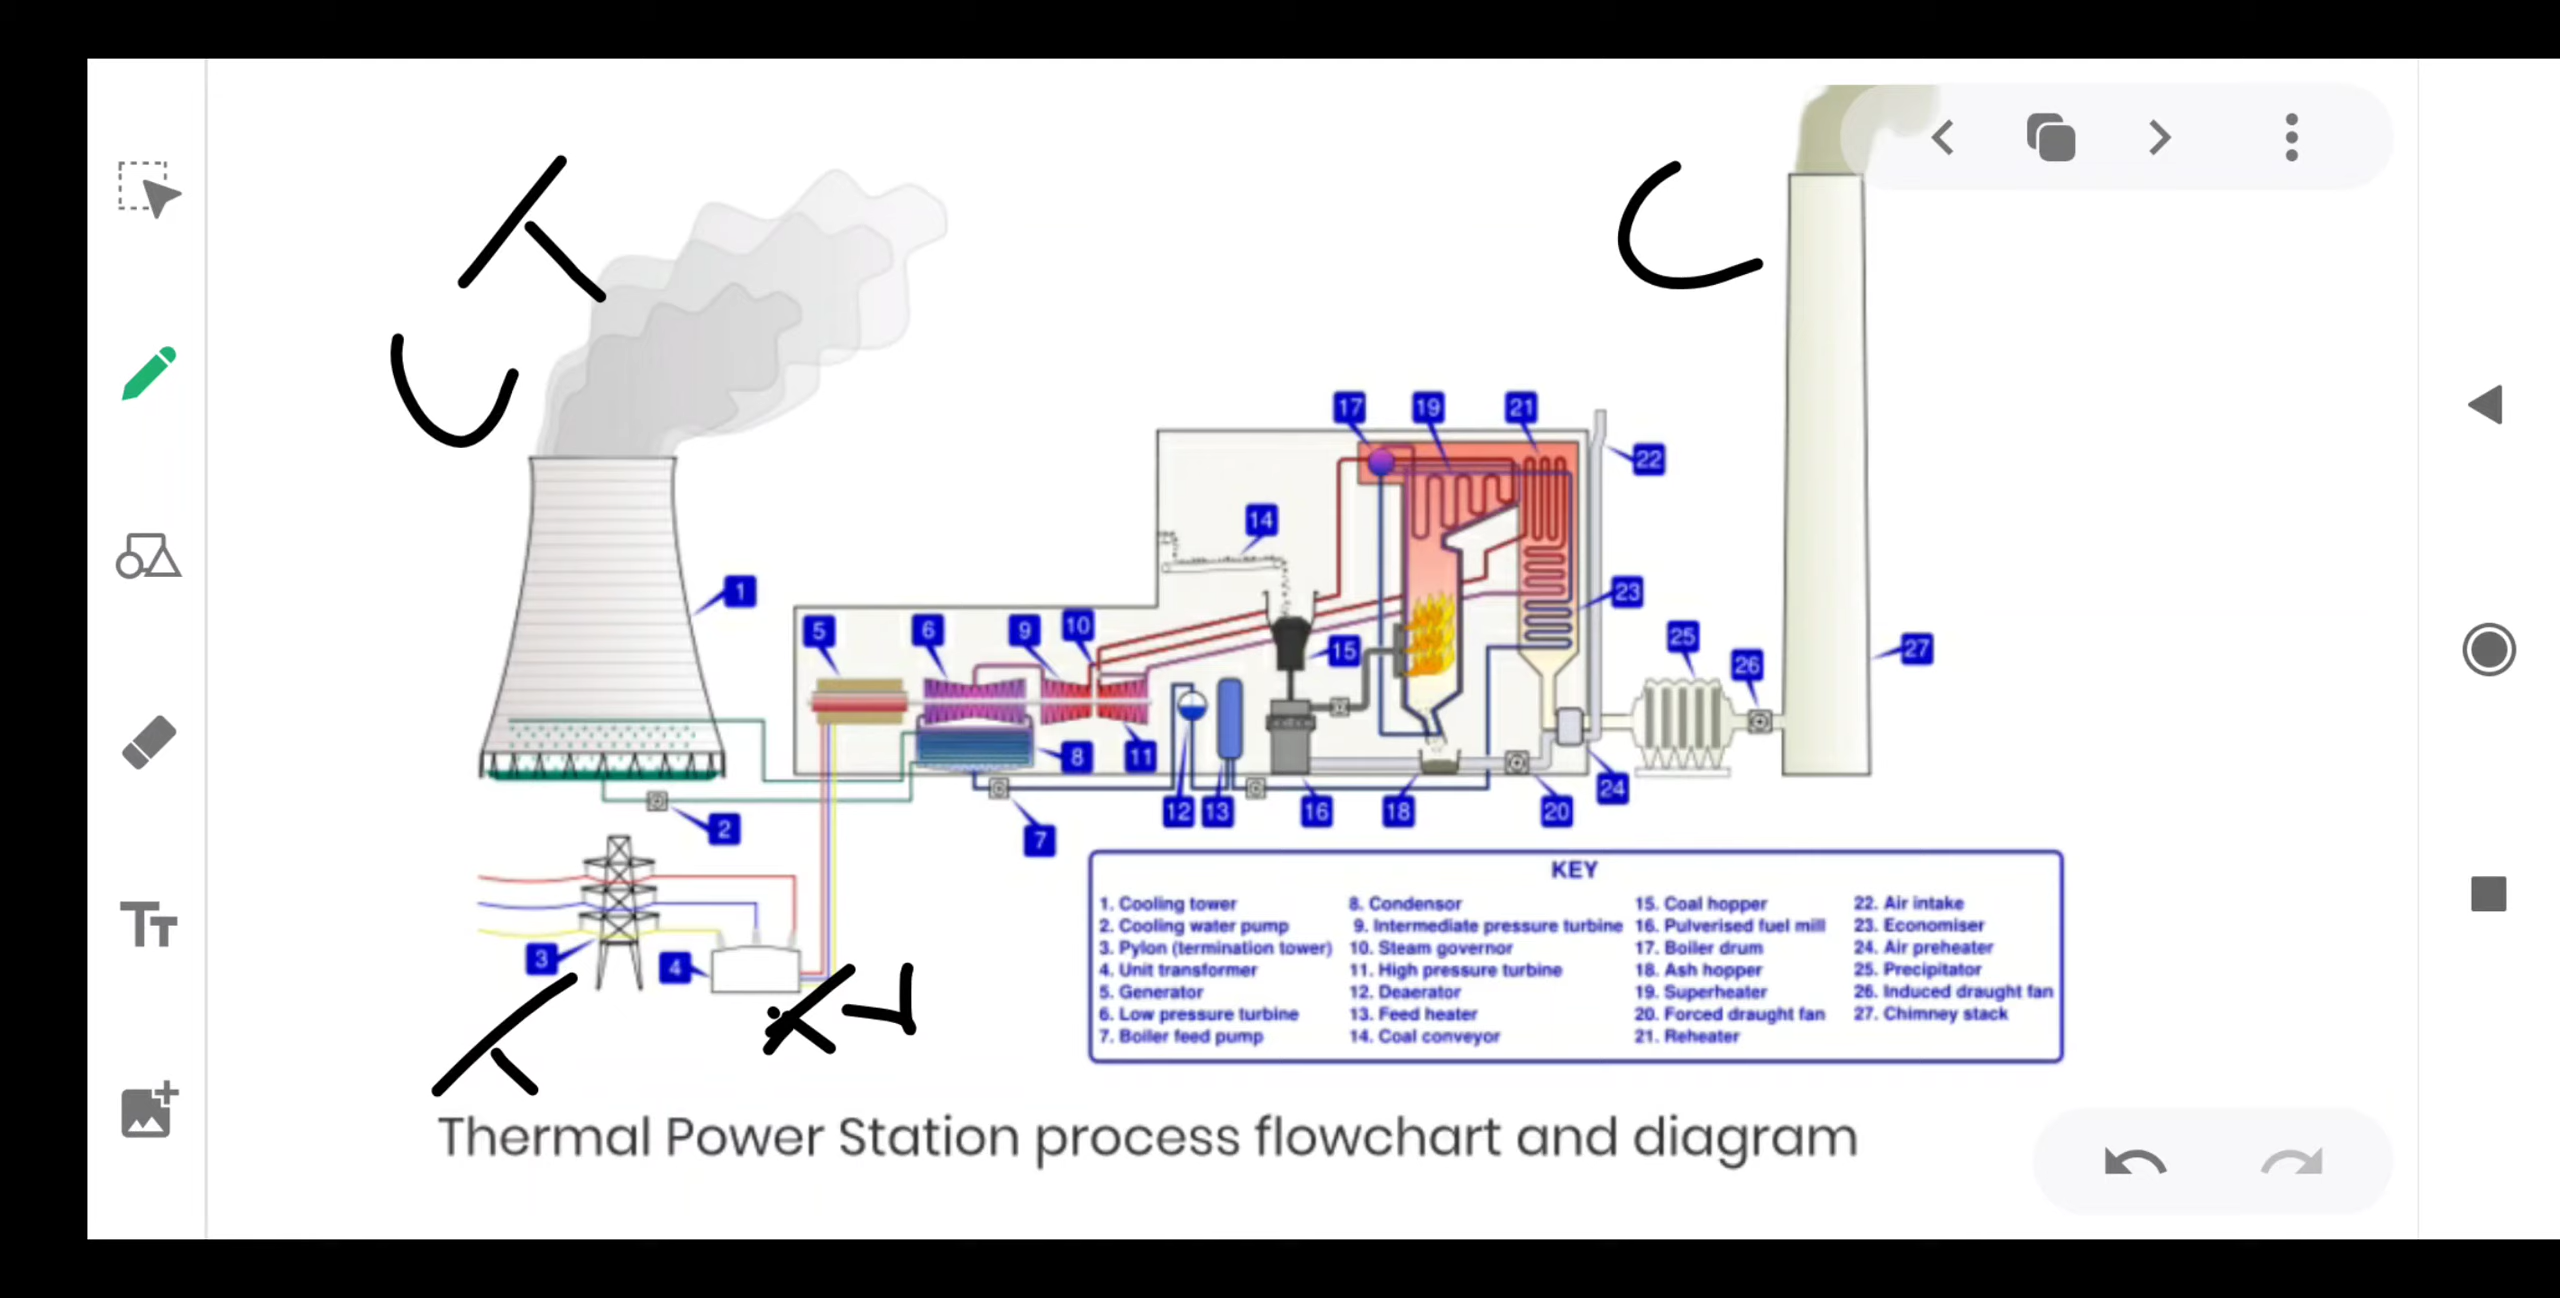 T
C
C
17 19 21
22
14
1
23
5 6 9 10
15
25
26
27
8 11
24
2
12 13 16 18 20
7
3
4
T
KEY
1. Cooling tower
2. Cooling water pump
3. Pylon (termination tower)
4. Unit transformer
5. Generator
6. Low pressure turbine
7. Boiler feed pump
8. Condensor
9. Intermediate pressure turbine
10. Steam governor
11. High pressure turbine
12. Deaerator
13. Feed heater
14. Coal conveyor
15. Coal hopper
16. Pulverised fuel mill
17. Boiler drum
18. Ash hopper
19. Superheater
20. Forced draught fan
21. Reheater
22. Air intake
23. Economiser
24. Air preheater
25. Precipitator
26. Induced draught fan
27. Chimney stack
Thermal Power Station process flowchart and diagram
Tт